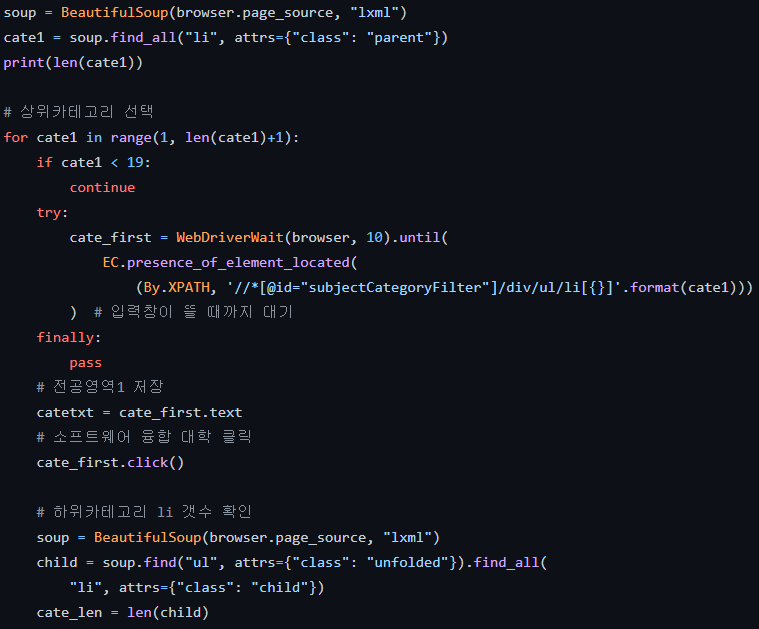 soup = BeautifulSoup(browser.page_source, "lxml")
cate1 = soup.find_all("li", attrs={"class": "parent"})
print(len(cate1))

# 상위카테고리 선택
for cate1 in range(1, len(cate1)+1):
    if cate1 < 19:
        continue
    try:
        cate_first = WebDriverWait(browser, 10).until(
            EC.presence_of_element_located(
                (By.XPATH, '//*[@id="subjectCategoryFilter"]/div/ul/li[{}]'.format(cate1)))
        )  # 입력창이 뜰 때까지 대기
    finally:
        pass
    # 전공영역1 저장
    catetxt = cate_first.text
    # 소프트웨어 융합 대학 클릭
    cate_first.click()

    # 하위카테고리 li 갯수 확인
    soup = BeautifulSoup(browser.page_source, "lxml")
    child = soup.find("ul", attrs={"class": "unfolded"}).find_all(
        "li", attrs={"class": "child"})
    cate_len = len(child)